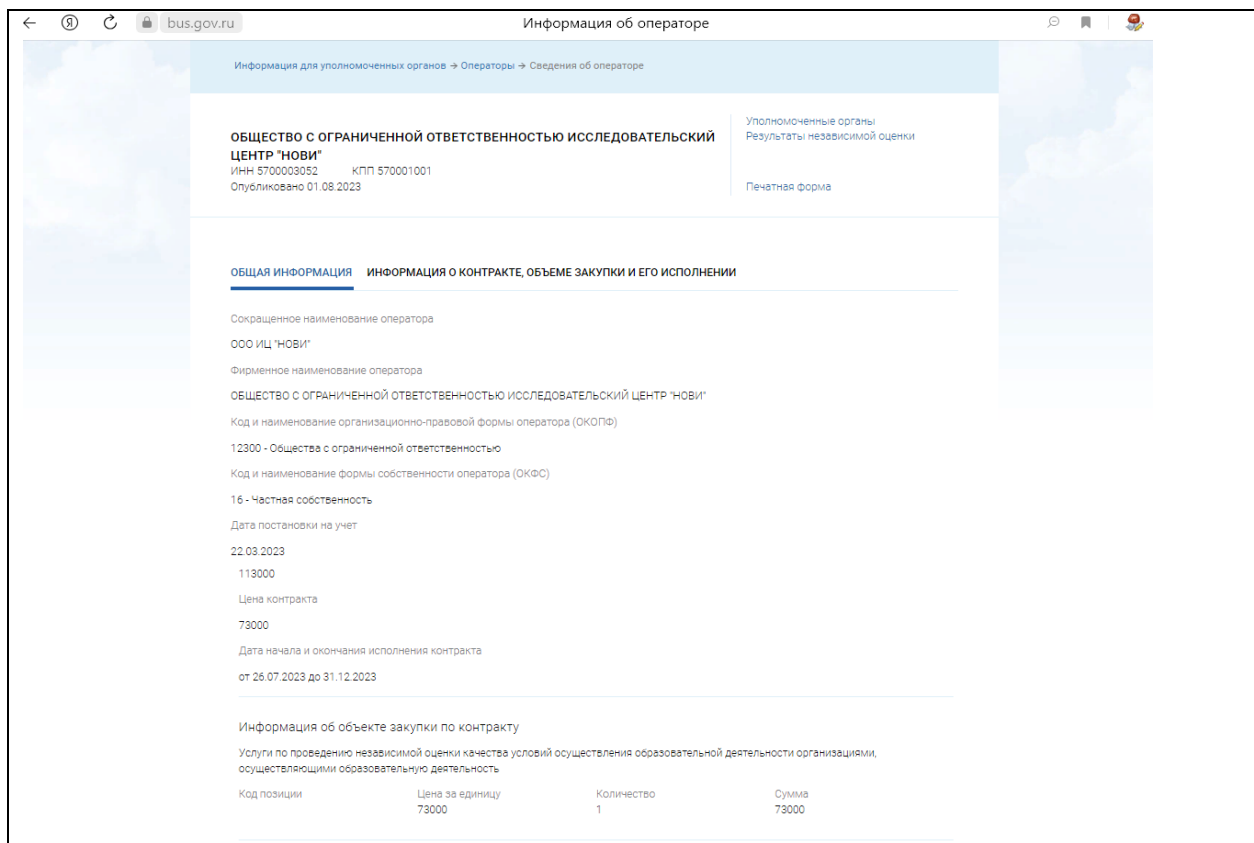 bus.gov.ru
Информация об операторе
Информация для уполномоченных органов → Операторы → Сведения об операторе
ОБЩЕСТВО С ОГРАНИЧЕННОЙ ОТВЕТСТВЕННОСТЬЮ ИССЛЕДОВАТЕЛЬСКИЙ
ЦЕНТР "НОВИ"
ИНН 5700003052 КПП 570001001
Опубликовано 01.08.2023
Уполномоченные органы
Результаты независимой оценки
Печатная форма
ОБЩАЯ ИНФОРМАЦИЯ ИНФОРМАЦИЯ О КОНТРАКТЕ, ОБЪЕМЕ ЗАКУПКИ И ЕГО ИСПОЛНЕНИИ
Сокращенное наименование оператора
ООО ИЦ "НОВИ"
Фирменное наименование оператора
ОБЩЕСТВО С ОГРАНИЧЕННОЙ ОТВЕТСТВЕННОСТЬЮ ИССЛЕДОВАТЕЛЬСКИЙ ЦЕНТР "НОВИ"
Код и наименование организационно-правовой формы оператора (ОКОПФ)
12300 - Общества с ограниченной ответственностью
Код и наименование формы собственности оператора (ОКФС)
16 - Частная собственность
Дата постановки на учет
22.03.2023
113000
Цена контракта
73000
Дата начала и окончания исполнения контракта
от 26.07.2023 до 31.12.2023
Информация об объекте закупки по контракту
Услуги по проведению независимой оценки качества условий осуществления образовательной деятельности организациями,
осуществляющими образовательную деятельность
Код позиции Цена за единицу Количество Сумма
73000 1 73000